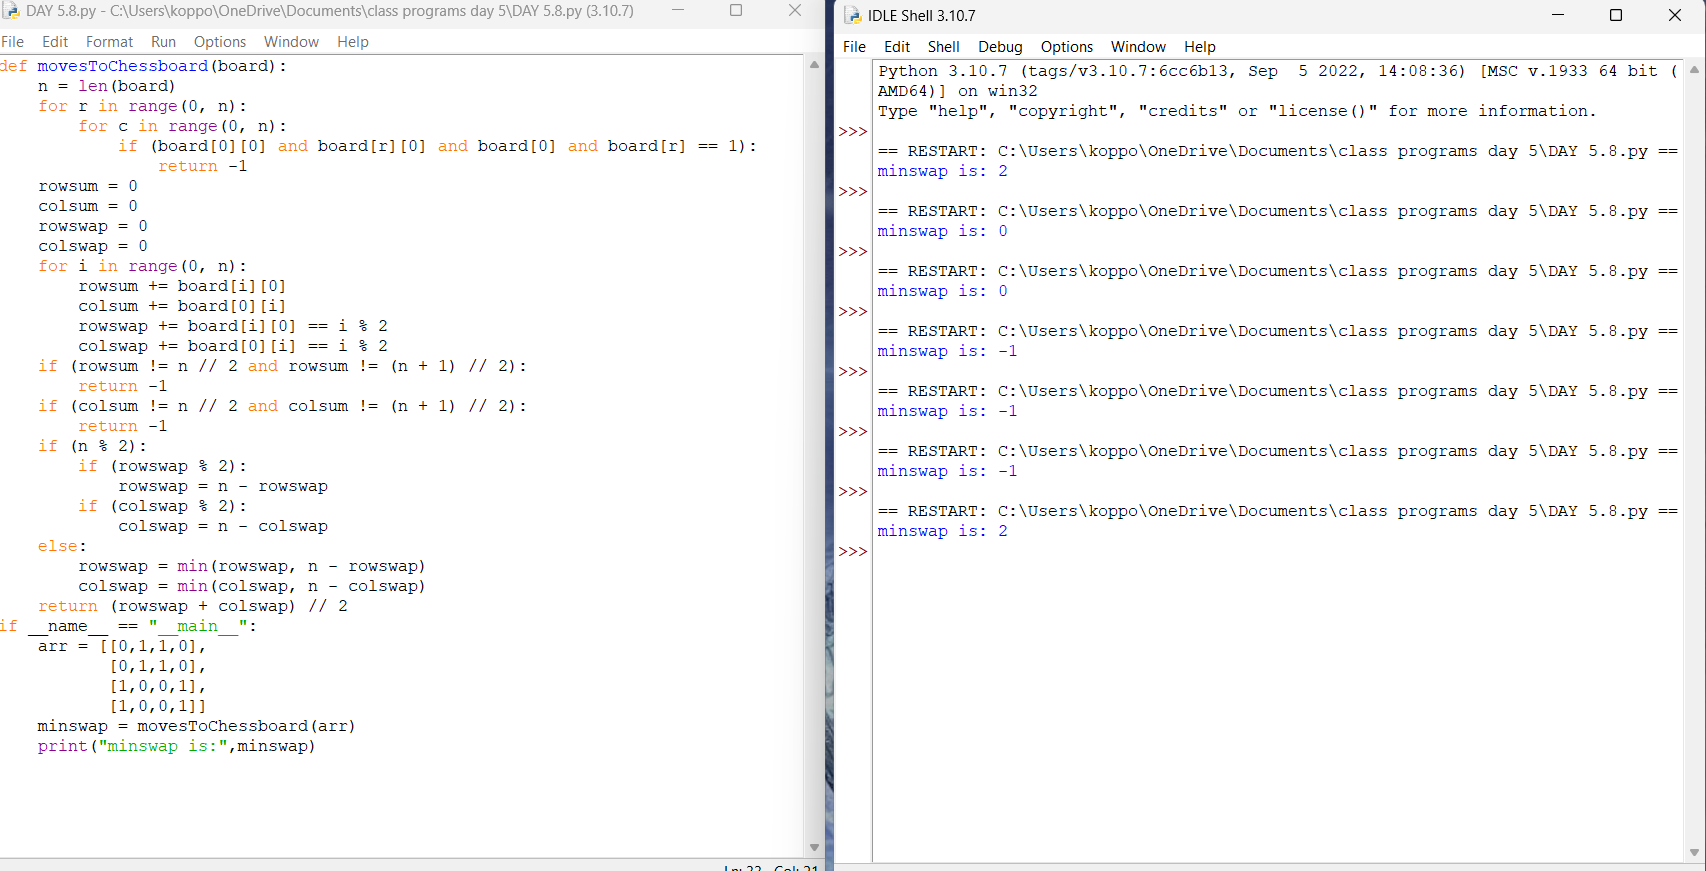 DAY 5.8.py - C:\Users\koppo\OneDrive\Documents\class programs day 5\DAY 5.8.py (3.10.7)
File Edit Format Run Options Window Help
def movesToChessboard(board):
    n = len(board)
    for r in range(0, n):
        for c in range(0, n):
            if (board[0][0] and board[r][0] and board[0] and board[r] == 1):
                return -1
    rowsum = 0
    colsum = 0
    rowswap = 0
    colswap = 0
    for i in range(0, n):
        rowsum += board[i][0]
        colsum += board[0][i]
        rowswap += board[i][0] == i % 2
        colswap += board[0][i] == i % 2
    if (rowsum != n // 2 and rowsum != (n + 1) // 2):
        return -1
    if (colsum != n // 2 and colsum != (n + 1) // 2):
        return -1
    if (n % 2):
        if (rowswap % 2):
            rowswap = n - rowswap
        if (colswap % 2):
            colswap = n - colswap
    else:
        rowswap = min(rowswap, n - rowswap)
        colswap = min(colswap, n - colswap)
    return (rowswap + colswap) // 2
if __name__ == "__main__":
    arr = [[0,1,1,0],
           [0,1,1,0],
           [1,0,0,1],
           [1,0,0,1]]
    minswap = movesToChessboard(arr)
    print("minswap is:",minswap)
IDLE Shell 3.10.7
File Edit Shell Debug Options Window Help
Python 3.10.7 (tags/v3.10.7:6cc6b13, Sep  5 2022, 14:08:36) [MSC v.1933 64 bit (
AMD64)] on win32
Type "help", "copyright", "credits" or "license()" for more information.
>>>
== RESTART: C:\Users\koppo\OneDrive\Documents\class programs day 5\DAY 5.8.py ==
minswap is: 2
>>>
== RESTART: C:\Users\koppo\OneDrive\Documents\class programs day 5\DAY 5.8.py ==
minswap is: 0
>>>
== RESTART: C:\Users\koppo\OneDrive\Documents\class programs day 5\DAY 5.8.py ==
minswap is: 0
>>>
== RESTART: C:\Users\koppo\OneDrive\Documents\class programs day 5\DAY 5.8.py ==
minswap is: -1
>>>
== RESTART: C:\Users\koppo\OneDrive\Documents\class programs day 5\DAY 5.8.py ==
minswap is: -1
>>>
== RESTART: C:\Users\koppo\OneDrive\Documents\class programs day 5\DAY 5.8.py ==
minswap is: -1
>>>
== RESTART: C:\Users\koppo\OneDrive\Documents\class programs day 5\DAY 5.8.py ==
minswap is: 2
>>>